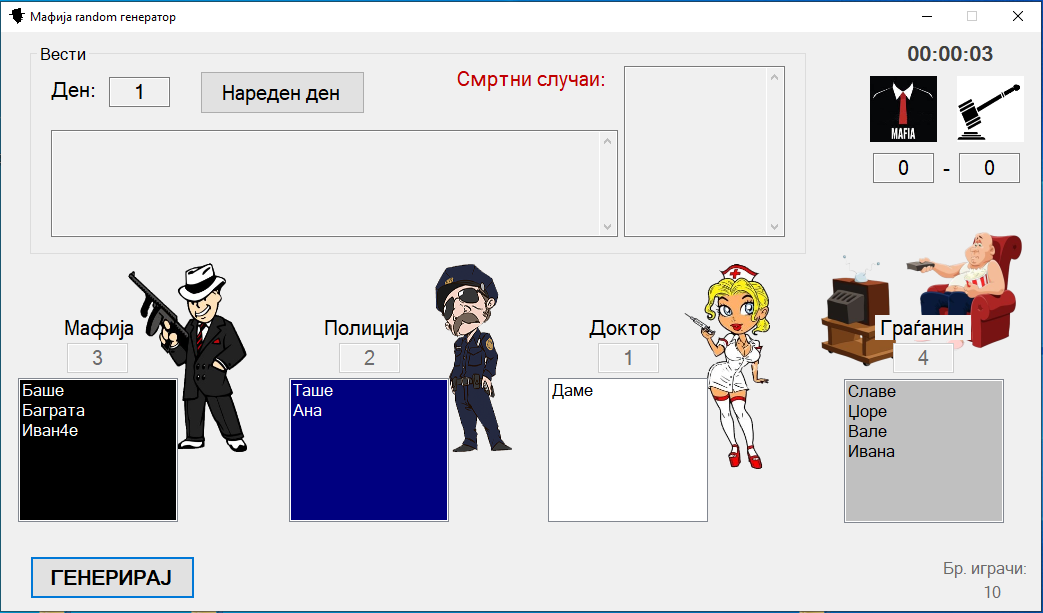 Мафија random генератор
Вести
00:00:03
Ден: 1 Нареден ден
Смртни случаи:
MAFIA
0 - 0
Мафија
3
Баше
Баграта
Иван4е
Полиција
2
Таше
Ана
Доктор
1
Даме
Граѓанин
4
Славе
Џоре
Вале
Ивана
ГЕНЕРИРАЈ
Бр. играчи:
10